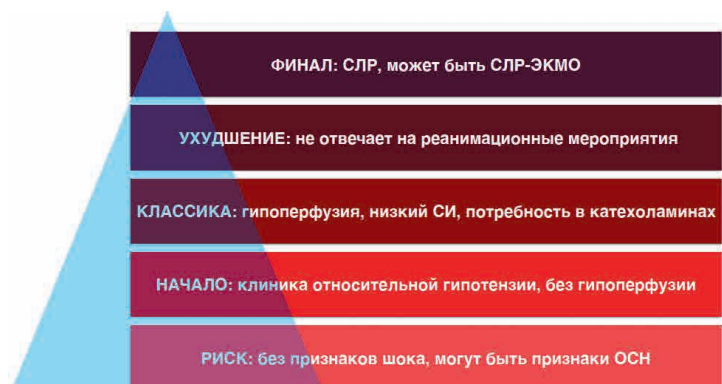 ФИНАЛ: СЛР, может быть СЛР-ЭКМО
УХУДШЕНИЕ: не отвечает на реанимационные мероприятия
КЛАССИКА: гипоперфузия, низкий СИ, потребность в катехоламинах
НАЧАЛО: клиника относительной гипотензии, без гипоперфузии
РИСК: без признаков шока, могут быть признаки ОСН